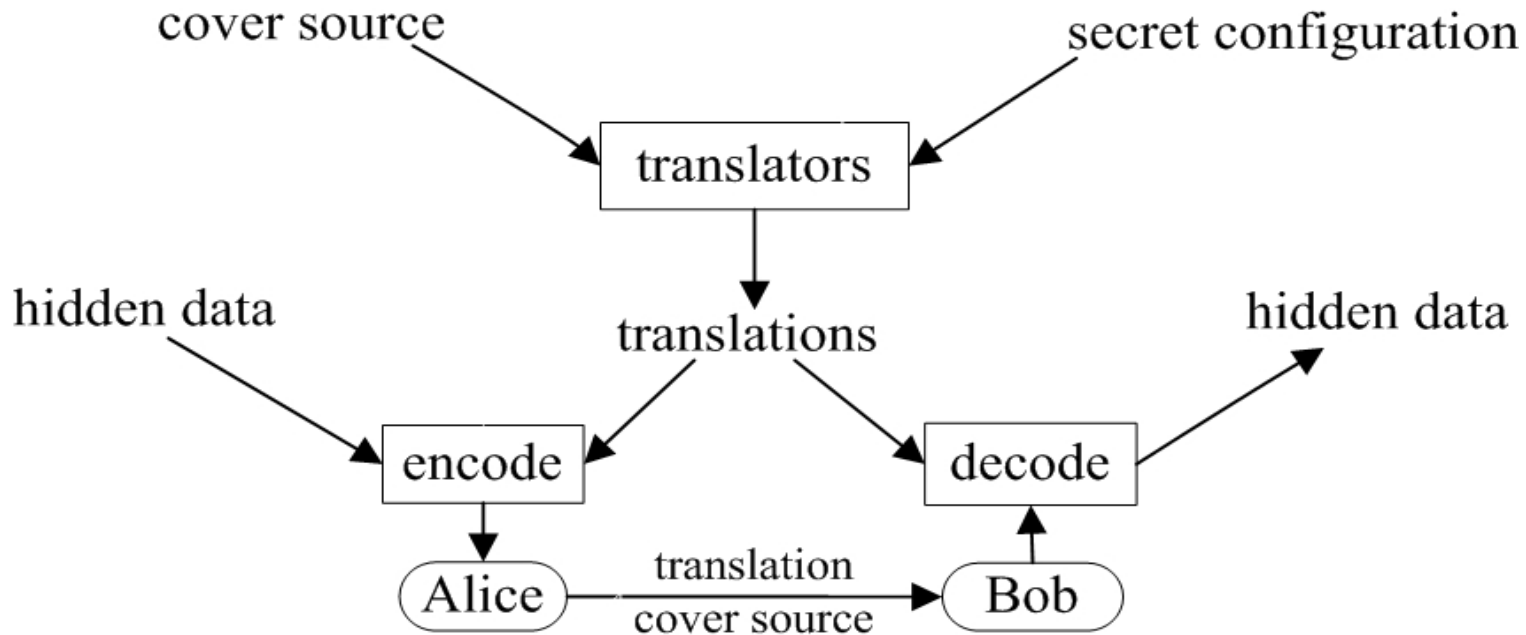 cover source
secret configuration
translators
hidden data
translations
hidden data
encode
decode
Alice
translation
cover source
Bob